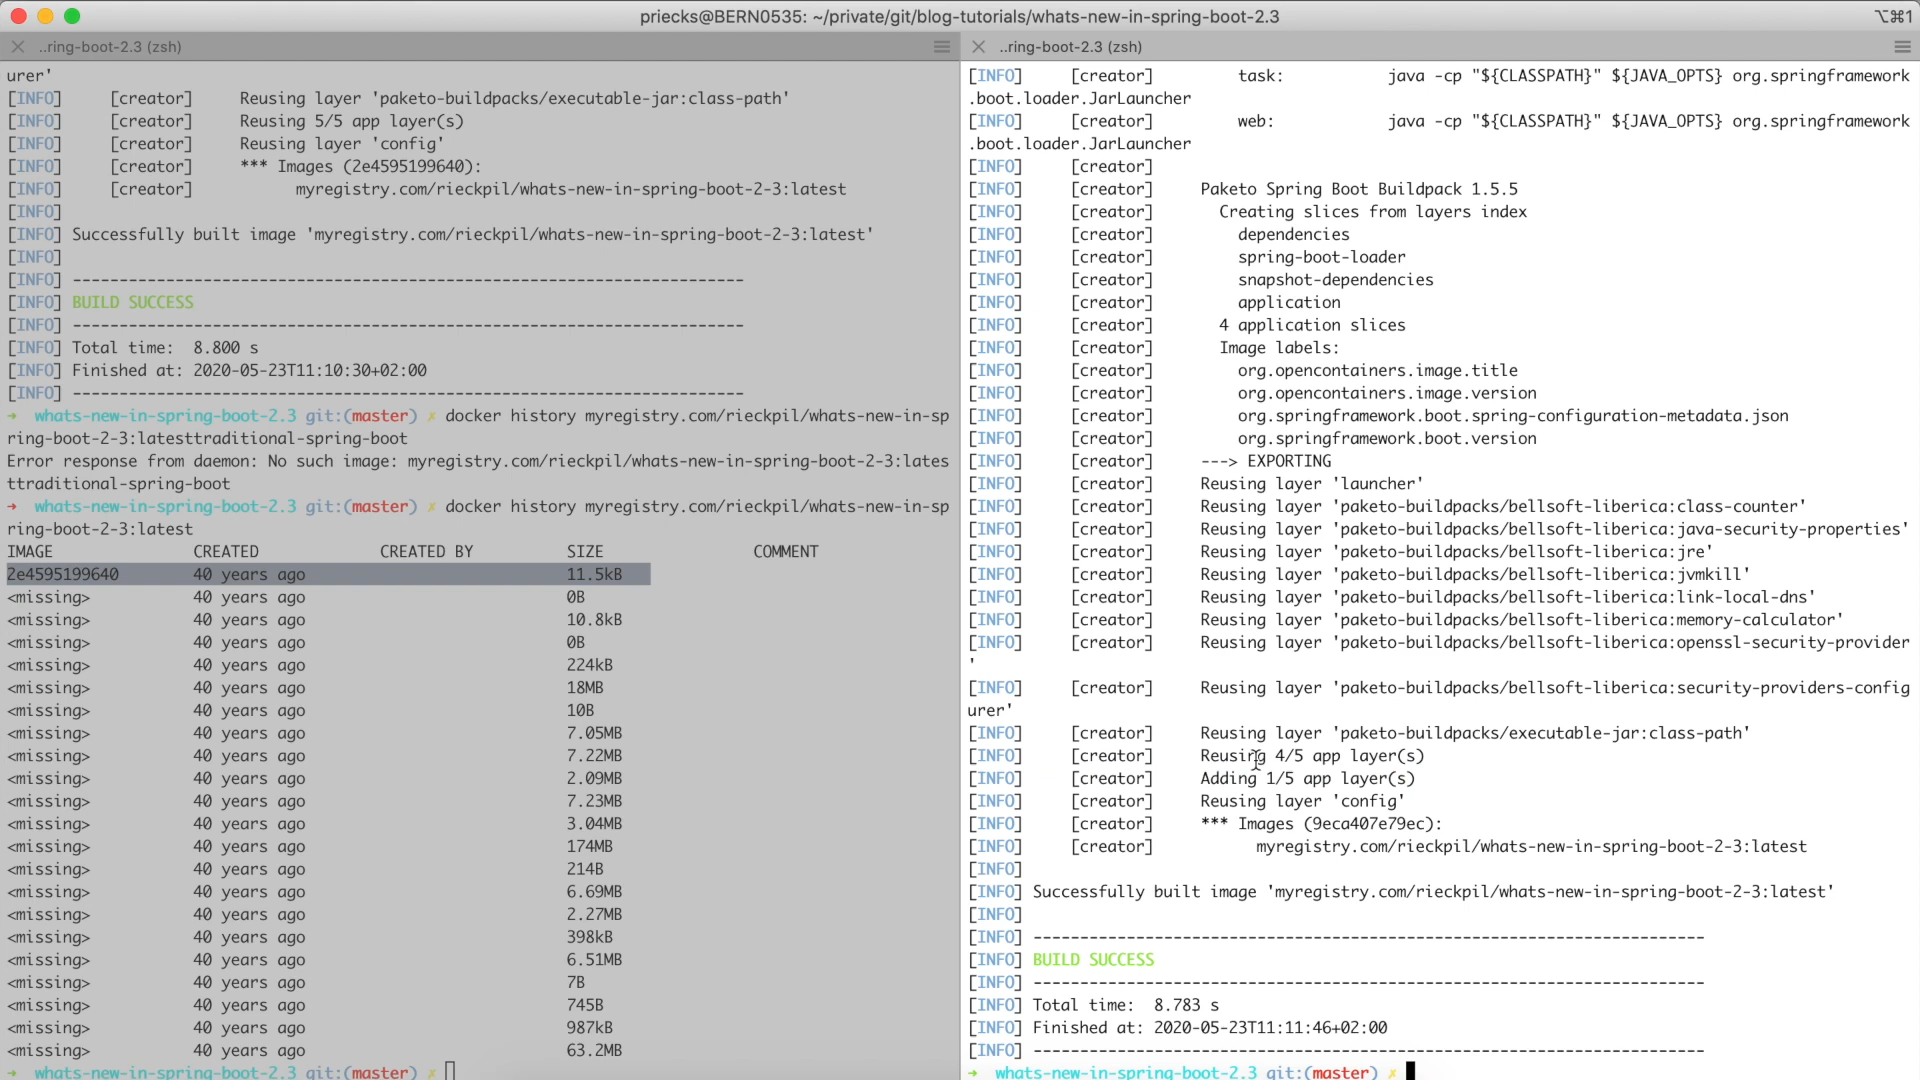 priecks@BERN0535: ~/private/git/blog-tutorials/whats-new-in-spring-boot-2.3
⌥⌘1
..ring-boot-2.3 (zsh)
urer'
[INFO] [creator] Reusing layer 'paketo-buildpacks/executable-jar:class-path'
[INFO] [creator] Reusing 5/5 app layer(s)
[INFO] [creator] Reusing layer 'config'
[INFO] [creator] *** Images (2e4595199640):
[INFO] [creator] myregistry.com/rieckpil/whats-new-in-spring-boot-2-3:latest
[INFO]
[INFO] Successfully built image 'myregistry.com/rieckpil/whats-new-in-spring-boot-2-3:latest'
[INFO]
[INFO] ------------------------------------------------------------------------
[INFO] BUILD SUCCESS
[INFO] ------------------------------------------------------------------------
[INFO] Total time:  8.800 s
[INFO] Finished at: 2020-05-23T11:10:30+02:00
[INFO] ------------------------------------------------------------------------
➜  whats-new-in-spring-boot-2.3 git:(master) ✗ docker history myregistry.com/rieckpil/whats-new-in-sp
ring-boot-2-3:latesttraditional-spring-boot
Error response from daemon: No such image: myregistry.com/rieckpil/whats-new-in-spring-boot-2-3:lates
ttraditional-spring-boot
➜  whats-new-in-spring-boot-2.3 git:(master) ✗ docker history myregistry.com/rieckpil/whats-new-in-sp
ring-boot-2-3:latest
IMAGE CREATED CREATED BY SIZE COMMENT
2e4595199640 40 years ago 11.5kB
<missing> 40 years ago 0B
<missing> 40 years ago 10.8kB
<missing> 40 years ago 0B
<missing> 40 years ago 224kB
<missing> 40 years ago 18MB
<missing> 40 years ago 10B
<missing> 40 years ago 7.05MB
<missing> 40 years ago 7.22MB
<missing> 40 years ago 2.09MB
<missing> 40 years ago 7.23MB
<missing> 40 years ago 3.04MB
<missing> 40 years ago 174MB
<missing> 40 years ago 214B
<missing> 40 years ago 6.69MB
<missing> 40 years ago 2.27MB
<missing> 40 years ago 398kB
<missing> 40 years ago 6.51MB
<missing> 40 years ago 7B
<missing> 40 years ago 745B
<missing> 40 years ago 987kB
<missing> 40 years ago 63.2MB
➜  whats-new-in-spring-boot-2.3 git:(master) ✗
..ring-boot-2.3 (zsh)
[INFO] [creator] task: java -cp "${CLASSPATH}" ${JAVA_OPTS} org.springframework
.boot.loader.JarLauncher
[INFO] [creator] web: java -cp "${CLASSPATH}" ${JAVA_OPTS} org.springframework
.boot.loader.JarLauncher
[INFO] [creator]
[INFO] [creator] Paketo Spring Boot Buildpack 1.5.5
[INFO] [creator] Creating slices from layers index
[INFO] [creator] dependencies
[INFO] [creator] spring-boot-loader
[INFO] [creator] snapshot-dependencies
[INFO] [creator] application
[INFO] [creator] 4 application slices
[INFO] [creator] Image labels:
[INFO] [creator] org.opencontainers.image.title
[INFO] [creator] org.opencontainers.image.version
[INFO] [creator] org.springframework.boot.spring-configuration-metadata.json
[INFO] [creator] org.springframework.boot.version
[INFO] [creator] ---> EXPORTING
[INFO] [creator] Reusing layer 'launcher'
[INFO] [creator] Reusing layer 'paketo-buildpacks/bellsoft-liberica:class-counter'
[INFO] [creator] Reusing layer 'paketo-buildpacks/bellsoft-liberica:java-security-properties'
[INFO] [creator] Reusing layer 'paketo-buildpacks/bellsoft-liberica:jre'
[INFO] [creator] Reusing layer 'paketo-buildpacks/bellsoft-liberica:jvmkill'
[INFO] [creator] Reusing layer 'paketo-buildpacks/bellsoft-liberica:link-local-dns'
[INFO] [creator] Reusing layer 'paketo-buildpacks/bellsoft-liberica:memory-calculator'
[INFO] [creator] Reusing layer 'paketo-buildpacks/bellsoft-liberica:openssl-security-provider
'
[INFO] [creator] Reusing layer 'paketo-buildpacks/bellsoft-liberica:security-providers-config
urer'
[INFO] [creator] Reusing layer 'paketo-buildpacks/executable-jar:class-path'
[INFO] [creator] Reusing 4/5 app layer(s)
[INFO] [creator] Adding 1/5 app layer(s)
[INFO] [creator] Reusing layer 'config'
[INFO] [creator] *** Images (9eca407e79ec):
[INFO] [creator] myregistry.com/rieckpil/whats-new-in-spring-boot-2-3:latest
[INFO]
[INFO] Successfully built image 'myregistry.com/rieckpil/whats-new-in-spring-boot-2-3:latest'
[INFO]
[INFO] ------------------------------------------------------------------------
[INFO] BUILD SUCCESS
[INFO] ------------------------------------------------------------------------
[INFO] Total time:  8.783 s
[INFO] Finished at: 2020-05-23T11:11:46+02:00
[INFO] ------------------------------------------------------------------------
➜  whats-new-in-spring-boot-2.3 git:(master) ✗